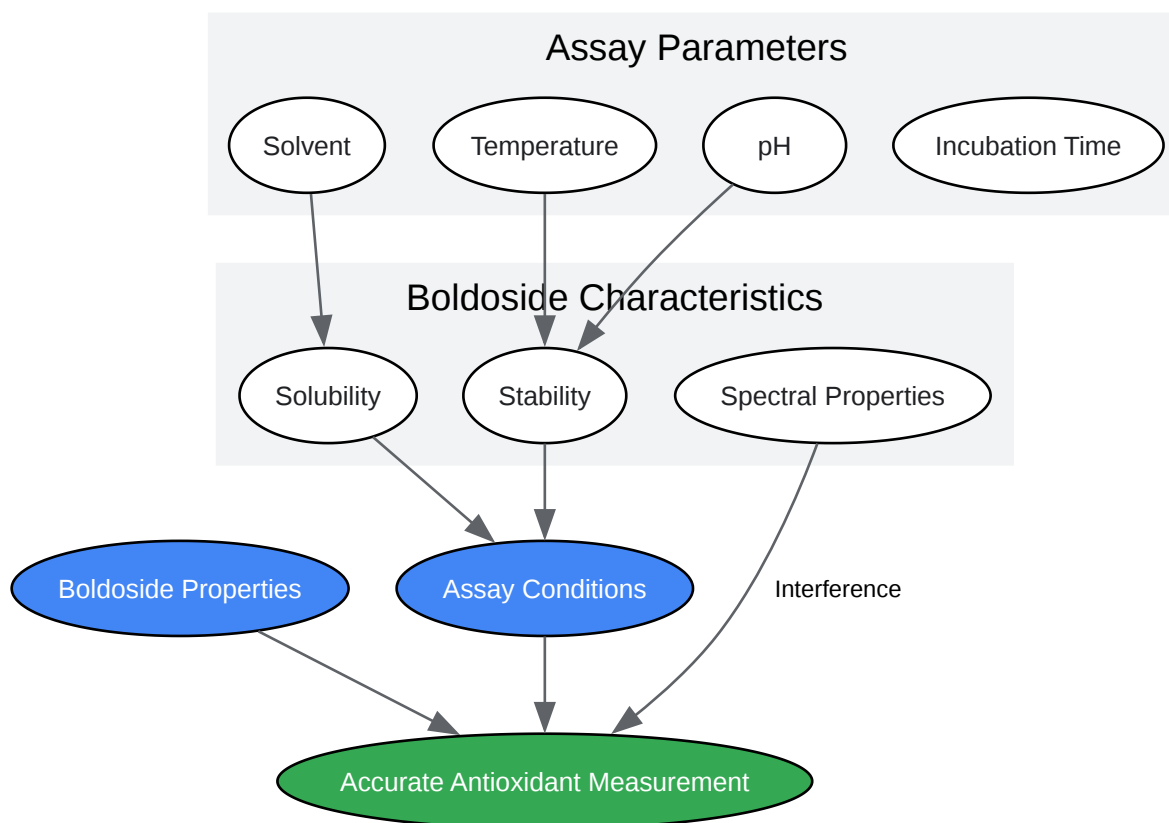 Assay Parameters
Solvent
Temperature
pH
Incubation Time
Boldoside Characteristics
Solubility
Stability
Spectral Properties
Boldoside Properties
Assay Conditions
Interference
Accurate Antioxidant Measurement